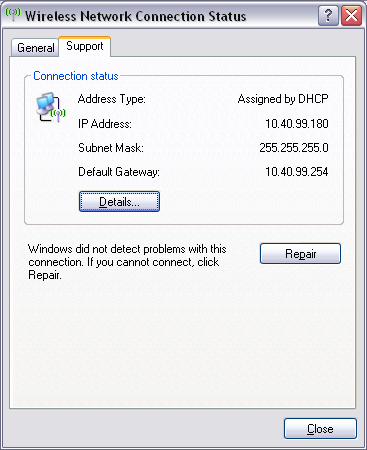 Wireless Network Connection Status
General
Support
Connection status
Address Type: Assigned by DHCP
IP Address: 10.40.99.180
Subnet Mask: 255.255.255.0
Default Gateway: 10.40.99.254
Details...
Windows did not detect problems with this
connection. If you cannot connect, click
Repair.
Repair
Close